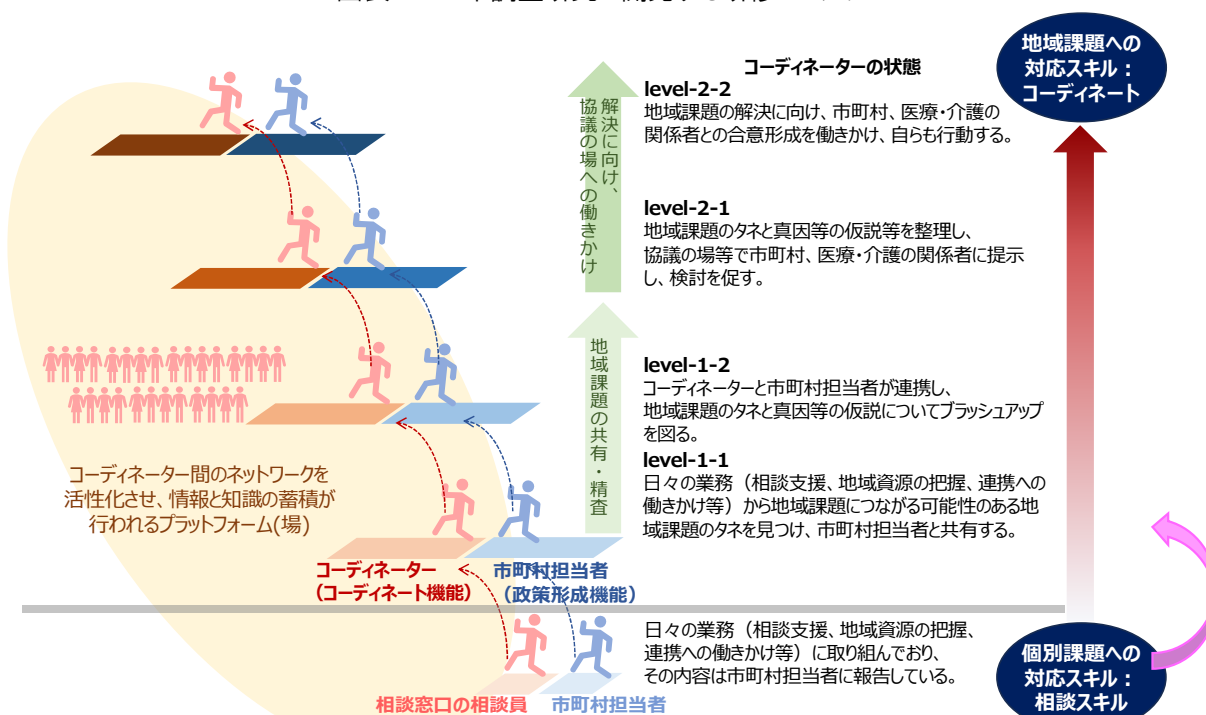 コーディネーターの状態
地域課題への
対応スキル：
コーディネート
level-2-2
地域課題の解決に向け、市町村、医療・介護の
関係者との合意形成を働きかけ、自らも行動する。
解決に向け、
協議の場への働きかけ
level-2-1
地域課題のタネと真因等の仮説等を整理し、
協議の場等で市町村、医療・介護の関係者に提示
し、検討を促す。
地域課題の共有・精査
level-1-2
コーディネーターと市町村担当者が連携し、
地域課題のタネと真因等の仮説についてブラッシュアップ
を図る。
level-1-1
日々の業務（相談支援、地域資源の把握、連携への
働きかけ等）から地域課題につながる可能性のある地
域課題のタネを見つけ、市町村担当者と共有する。
コーディネーター間のネットワークを
活性化させ、情報と知識の蓄積が
行われるプラットフォーム(場)
コーディネーター
（コーディネート機能）
市町村担当者
（政策形成機能）
日々の業務（相談支援、地域資源の把握、
連携への働きかけ等）に取り組んでおり、
その内容は市町村担当者に報告している。
個別課題への
対応スキル：
相談スキル
相談窓口の相談員
市町村担当者